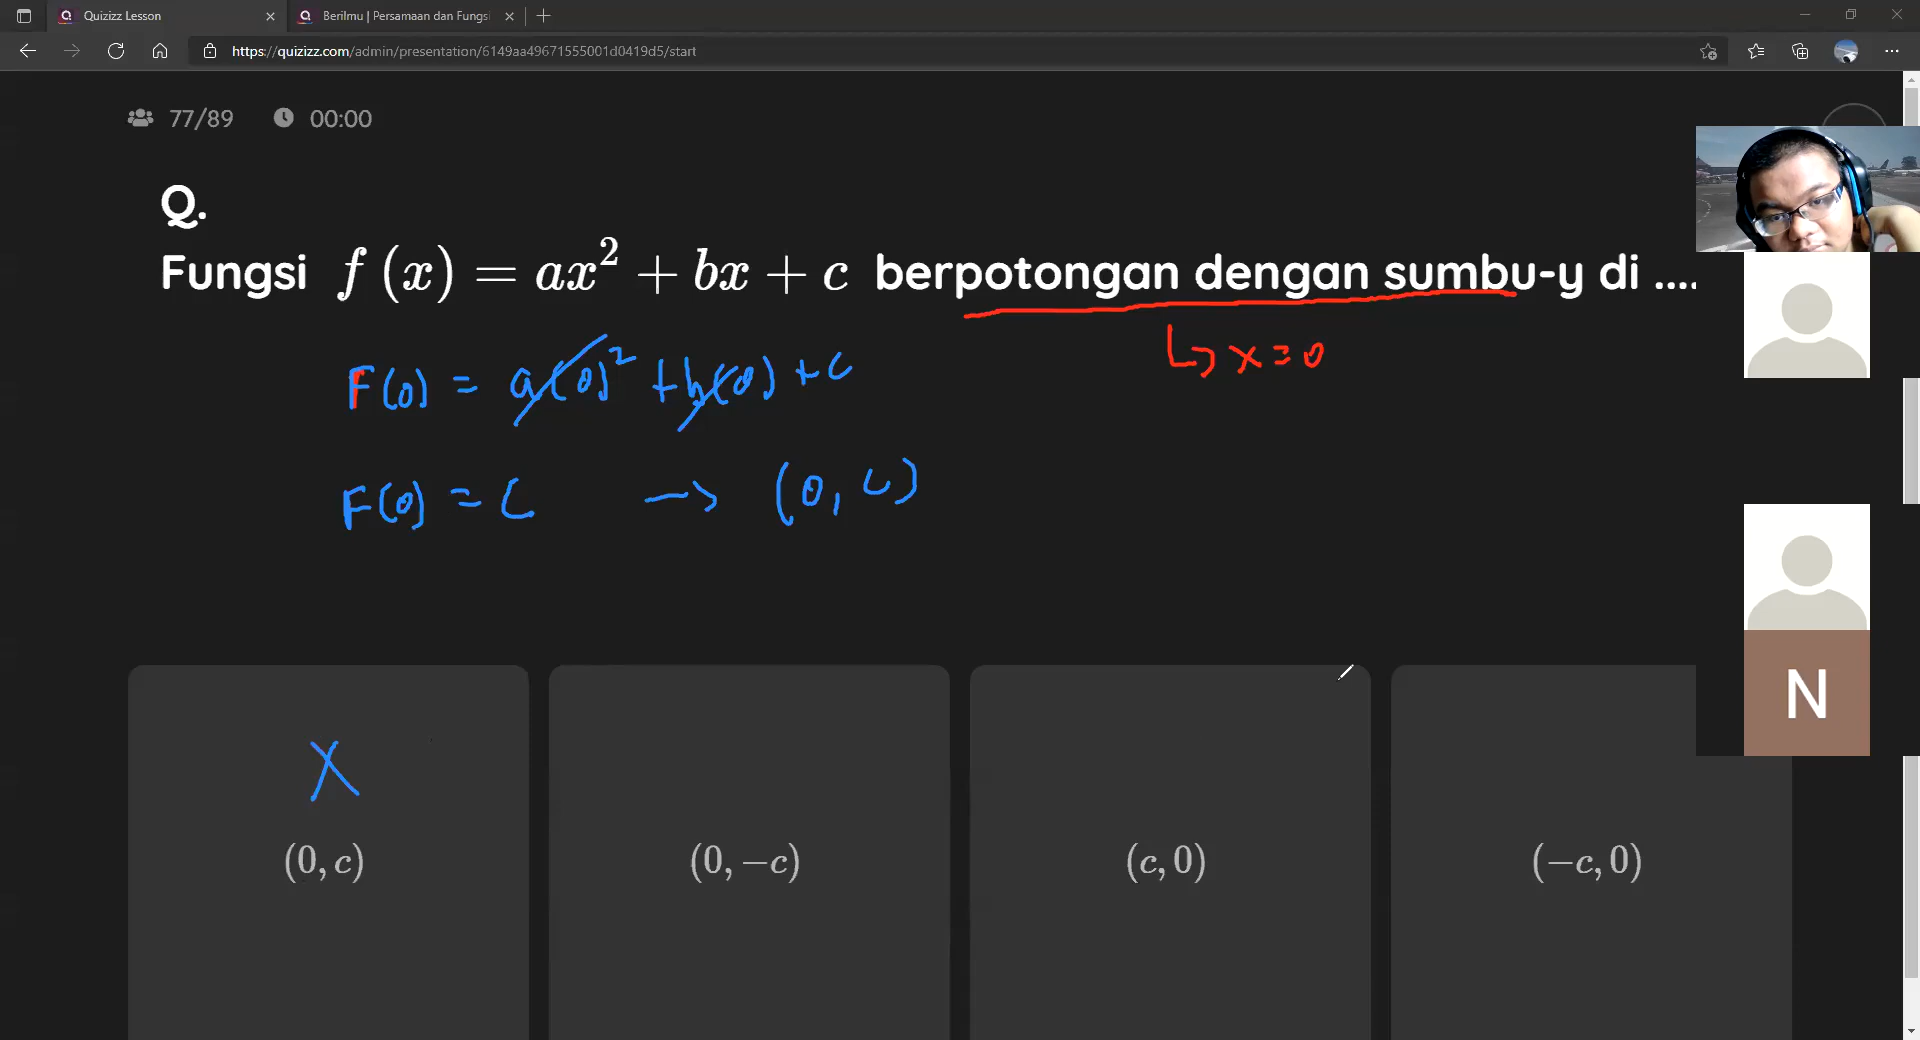 Quizizz Lesson
Berilmu | Persamaan dan Fungsi
https://quizizz.com/admin/presentation/6149aa49671555001d0419d5/start
77/89 00:00
Q.
Fungsi f(x) = ax² + bx + c berpotongan dengan sumbu-y di ....
↳ x = 0
F(0) = a(0)² + b(0) + c
F(0) = c → (0, c)
N
X
(0, c)
(0, −c)
(c, 0)
(−c, 0)